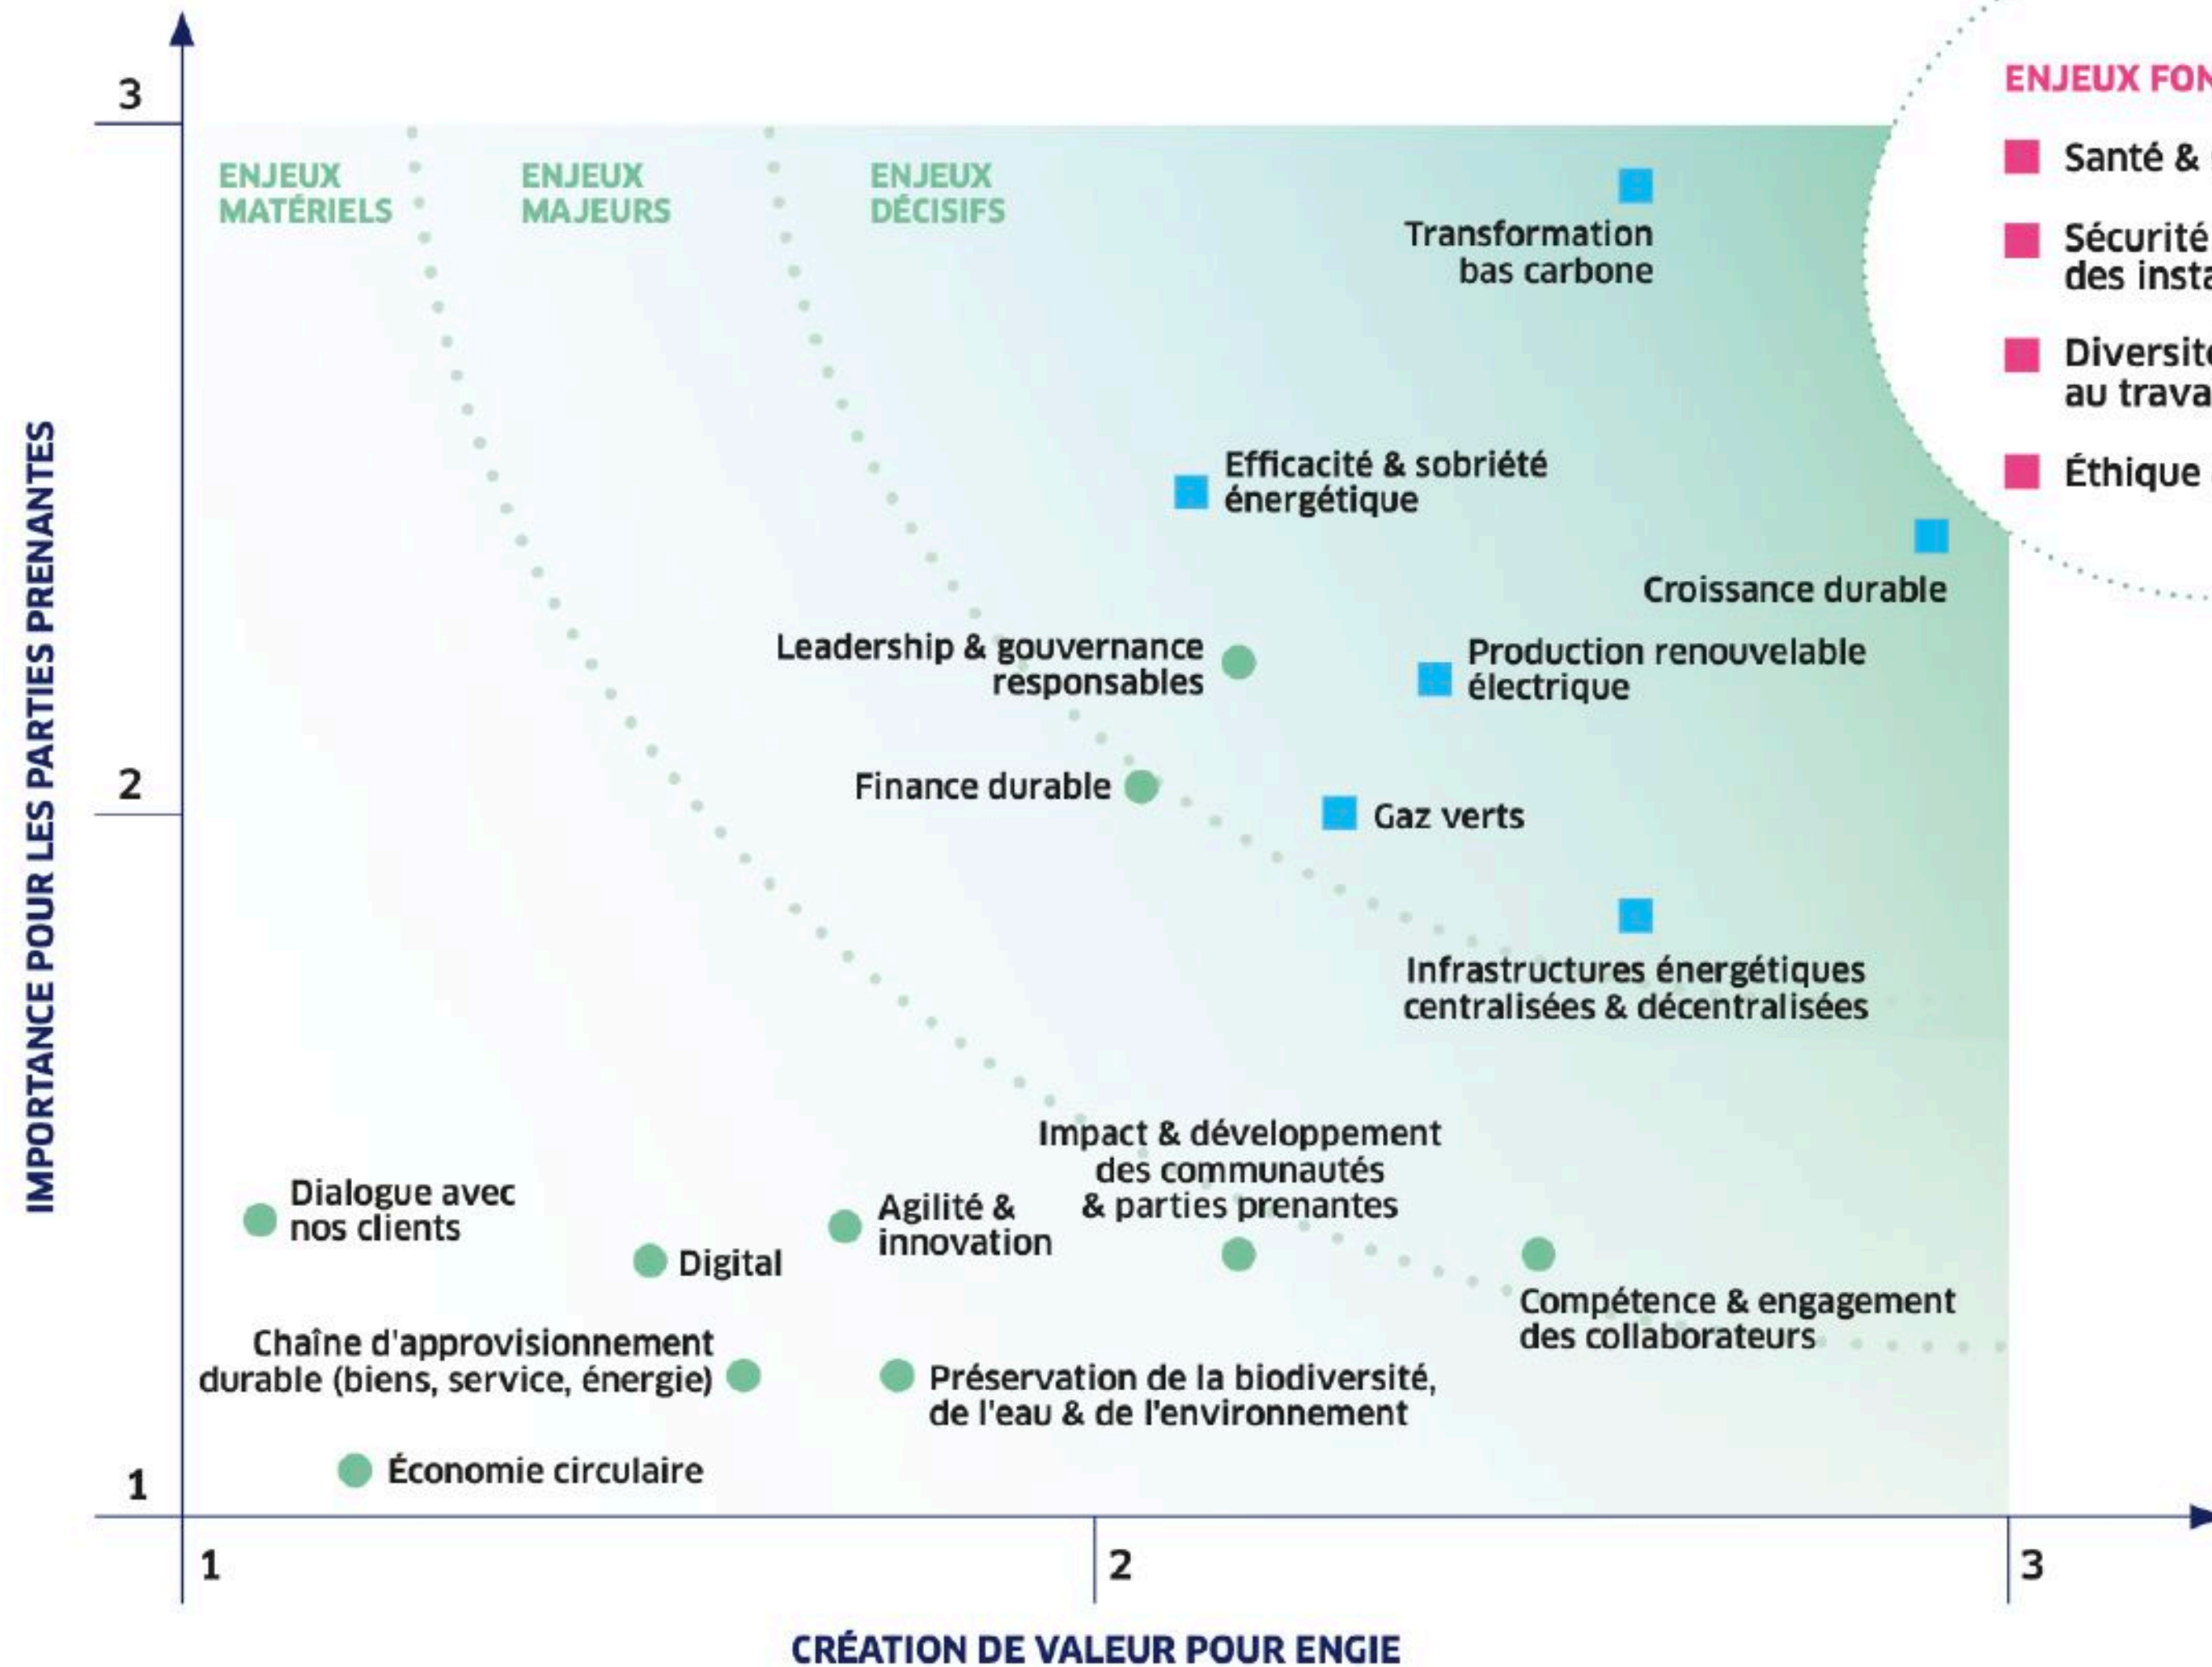 3
ENJEUX
MATÉRIELS
ENJEUX
MAJEURS
ENJEUX
DÉCISIFS
Transformation
bas carbone
ENJEUX
Santé &
Sécurité
des
au
Éthique
Efficacité & sobriété
énergétique
Croissance durable
Leadership & gouvernance
responsables
Production renouvelable
électrique
2
Finance durable
Gaz verts
Infrastructures énergétiques
centralisées & décentralisées
IMPORTANCE POUR LES PARTIES PRENANTES
Impact & développement
des communautés
& parties prenantes
Dialogue avec
nos clients
Agilité &
innovation
Digital
Compétence & engagement
des collaborateurs
Chaîne d'approvisionnement
durable (biens, service, énergie)
Préservation de la biodiversité,
de l'eau & de l'environnement
Économie circulaire
1
1
2
3
CRÉATION DE VALEUR POUR ENGIE